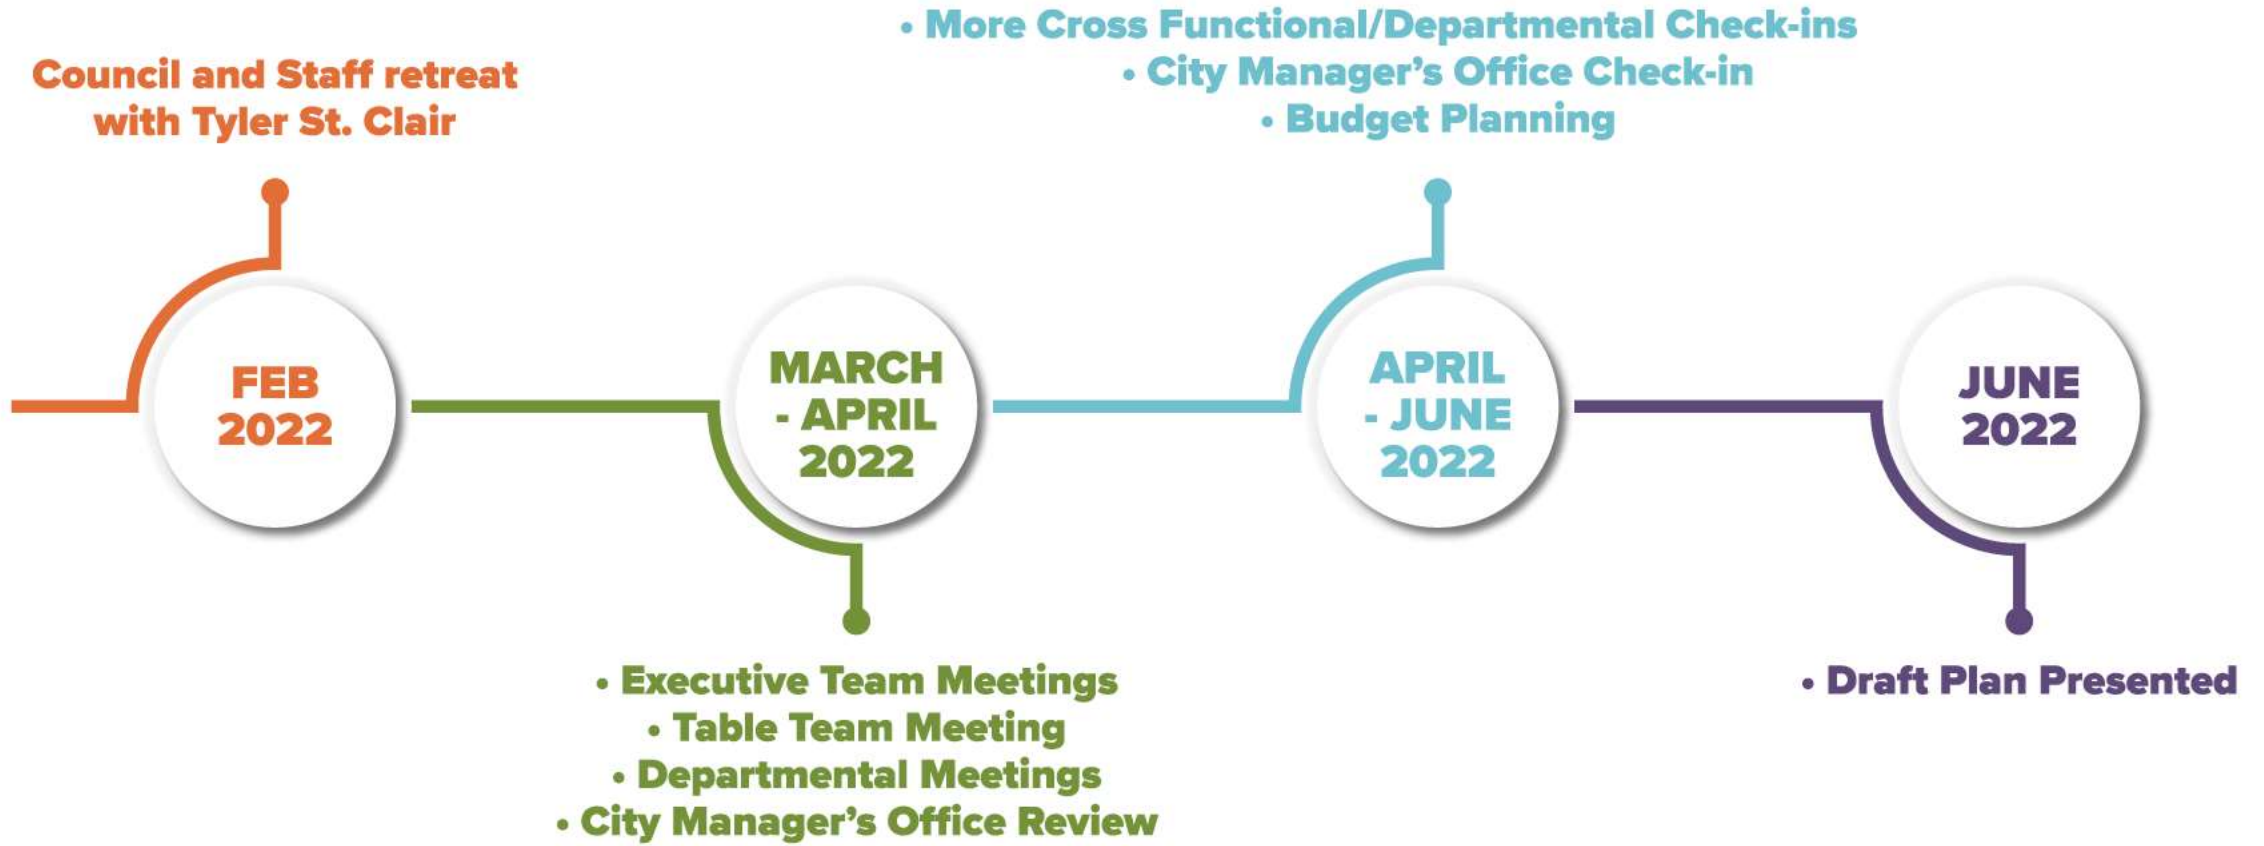 Council and Staff retreat
with Tyler St. Clair
FEB
2022
MARCH
- APRIL
2022
• Executive Team Meetings
• Table Team Meeting
• Departmental Meetings
• City Manager’s Office Review
• More Cross Functional/Departmental Check-ins
• City Manager’s Office Check-in
• Budget Planning
APRIL
- JUNE
2022
JUNE
2022
• Draft Plan Presented